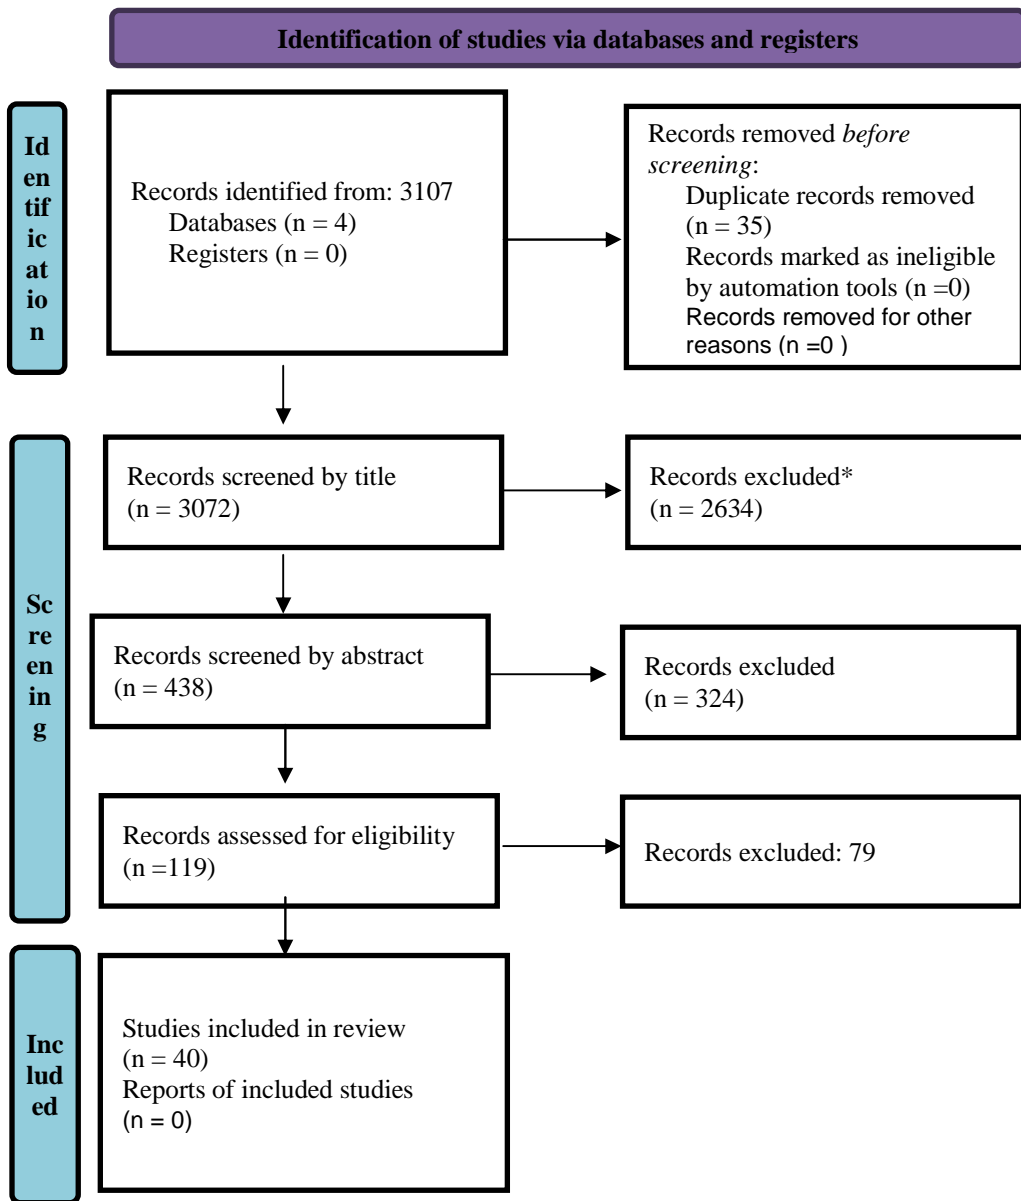 Identification of studies via databases and registers
Id
en
tif
ic
at
io
n
Records identified from: 3107
Databases (n = 4)
Registers (n = 0)
Records removed before
screening:
Duplicate records removed
(n = 35)
Records marked as ineligible
by automation tools (n =0)
Records removed for other
reasons (n =0 )
Sc
re
en
in
g
Records screened by title
(n = 3072)
Records excluded*
(n = 2634)
Records screened by abstract
(n = 438)
Records excluded
(n = 324)
Records assessed for eligibility
(n =119)
Records excluded: 79
Inc
lud
ed
Studies included in review
(n = 40)
Reports of included studies
(n = 0)